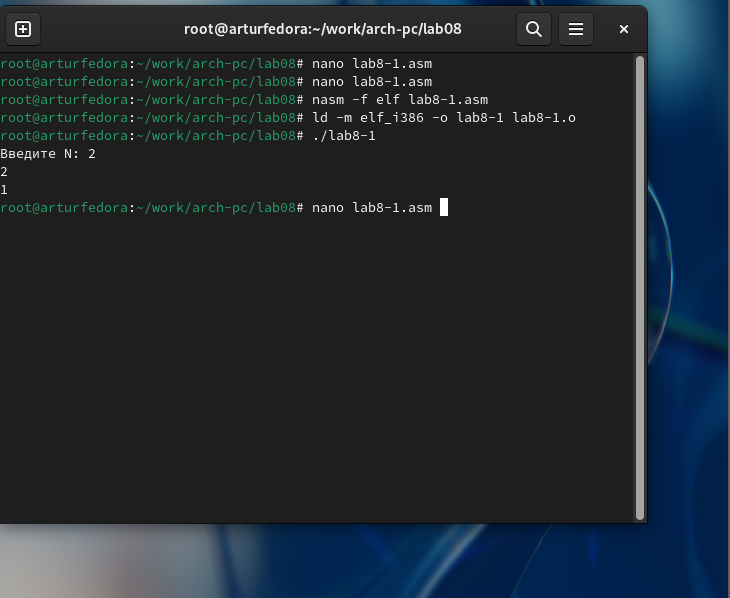 root@arturfedora:~/work/arch-pc/lab08
root@arturfedora:~/work/arch-pc/lab08# nano lab8-1.asm
root@arturfedora:~/work/arch-pc/lab08# nano lab8-1.asm
root@arturfedora:~/work/arch-pc/lab08# nasm -f elf lab8-1.asm
root@arturfedora:~/work/arch-pc/lab08# ld -m elf_i386 -o lab8-1 lab8-1.o
root@arturfedora:~/work/arch-pc/lab08# ./lab8-1
Введите N: 2
2
1
root@arturfedora:~/work/arch-pc/lab08# nano lab8-1.asm